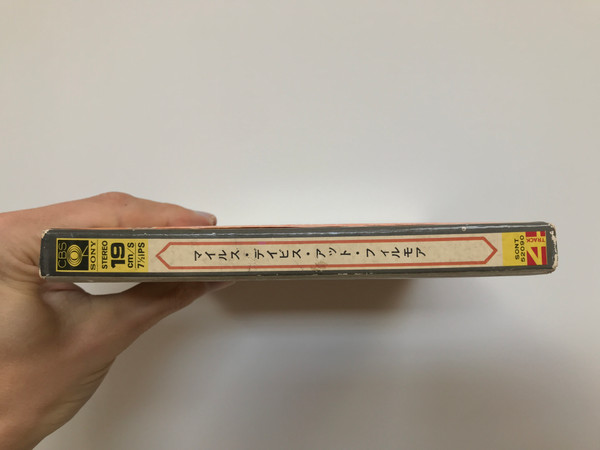 CBS
SONY
STEREO
19
cm/S
7½IPS
マイルス・デイビス・アット・フィルモア
SONT
52090
4
TRACK